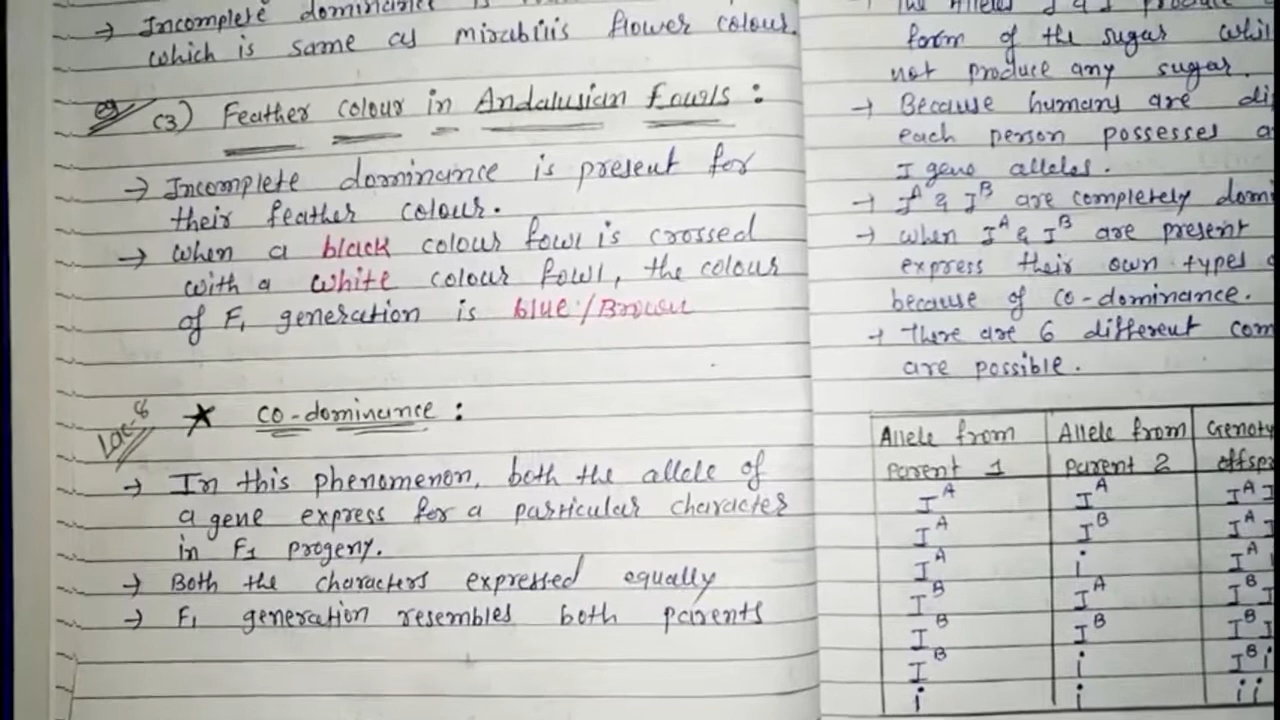 → Incomplete dominance is
which is same as mirabilis flower colour.
eg (3) Feather colour in Andalusian Fowls :
→ Incomplete dominance is present for
their feather colour.
→ When a black colour fowl is crossed
with a white colour fowl, the colour
of F1 generation is blue/Brown
Lac-8 ★ Co-dominance :
→ In this phenomenon, both the allele of
a gene express for a particular character
in F1 progeny.
→ Both the characters expressed equally
→ F1 generation resembles both parents
form of the sugar
not produce any sugar.
→ Because humans are
each person possesses
I gene alleles.
→ I^A & I^B are completely
→ when I^A & I^B are present
express their own types
because of co-dominance.
→ There are 6 different
are possible.
Allele from parent 1 Allele from parent 2
I^A I^A I^A
I^A I^B I^A
I^A i I^A
I^B I^A I^B
I^B I^B I^B
I^B i I^B i
i i i i